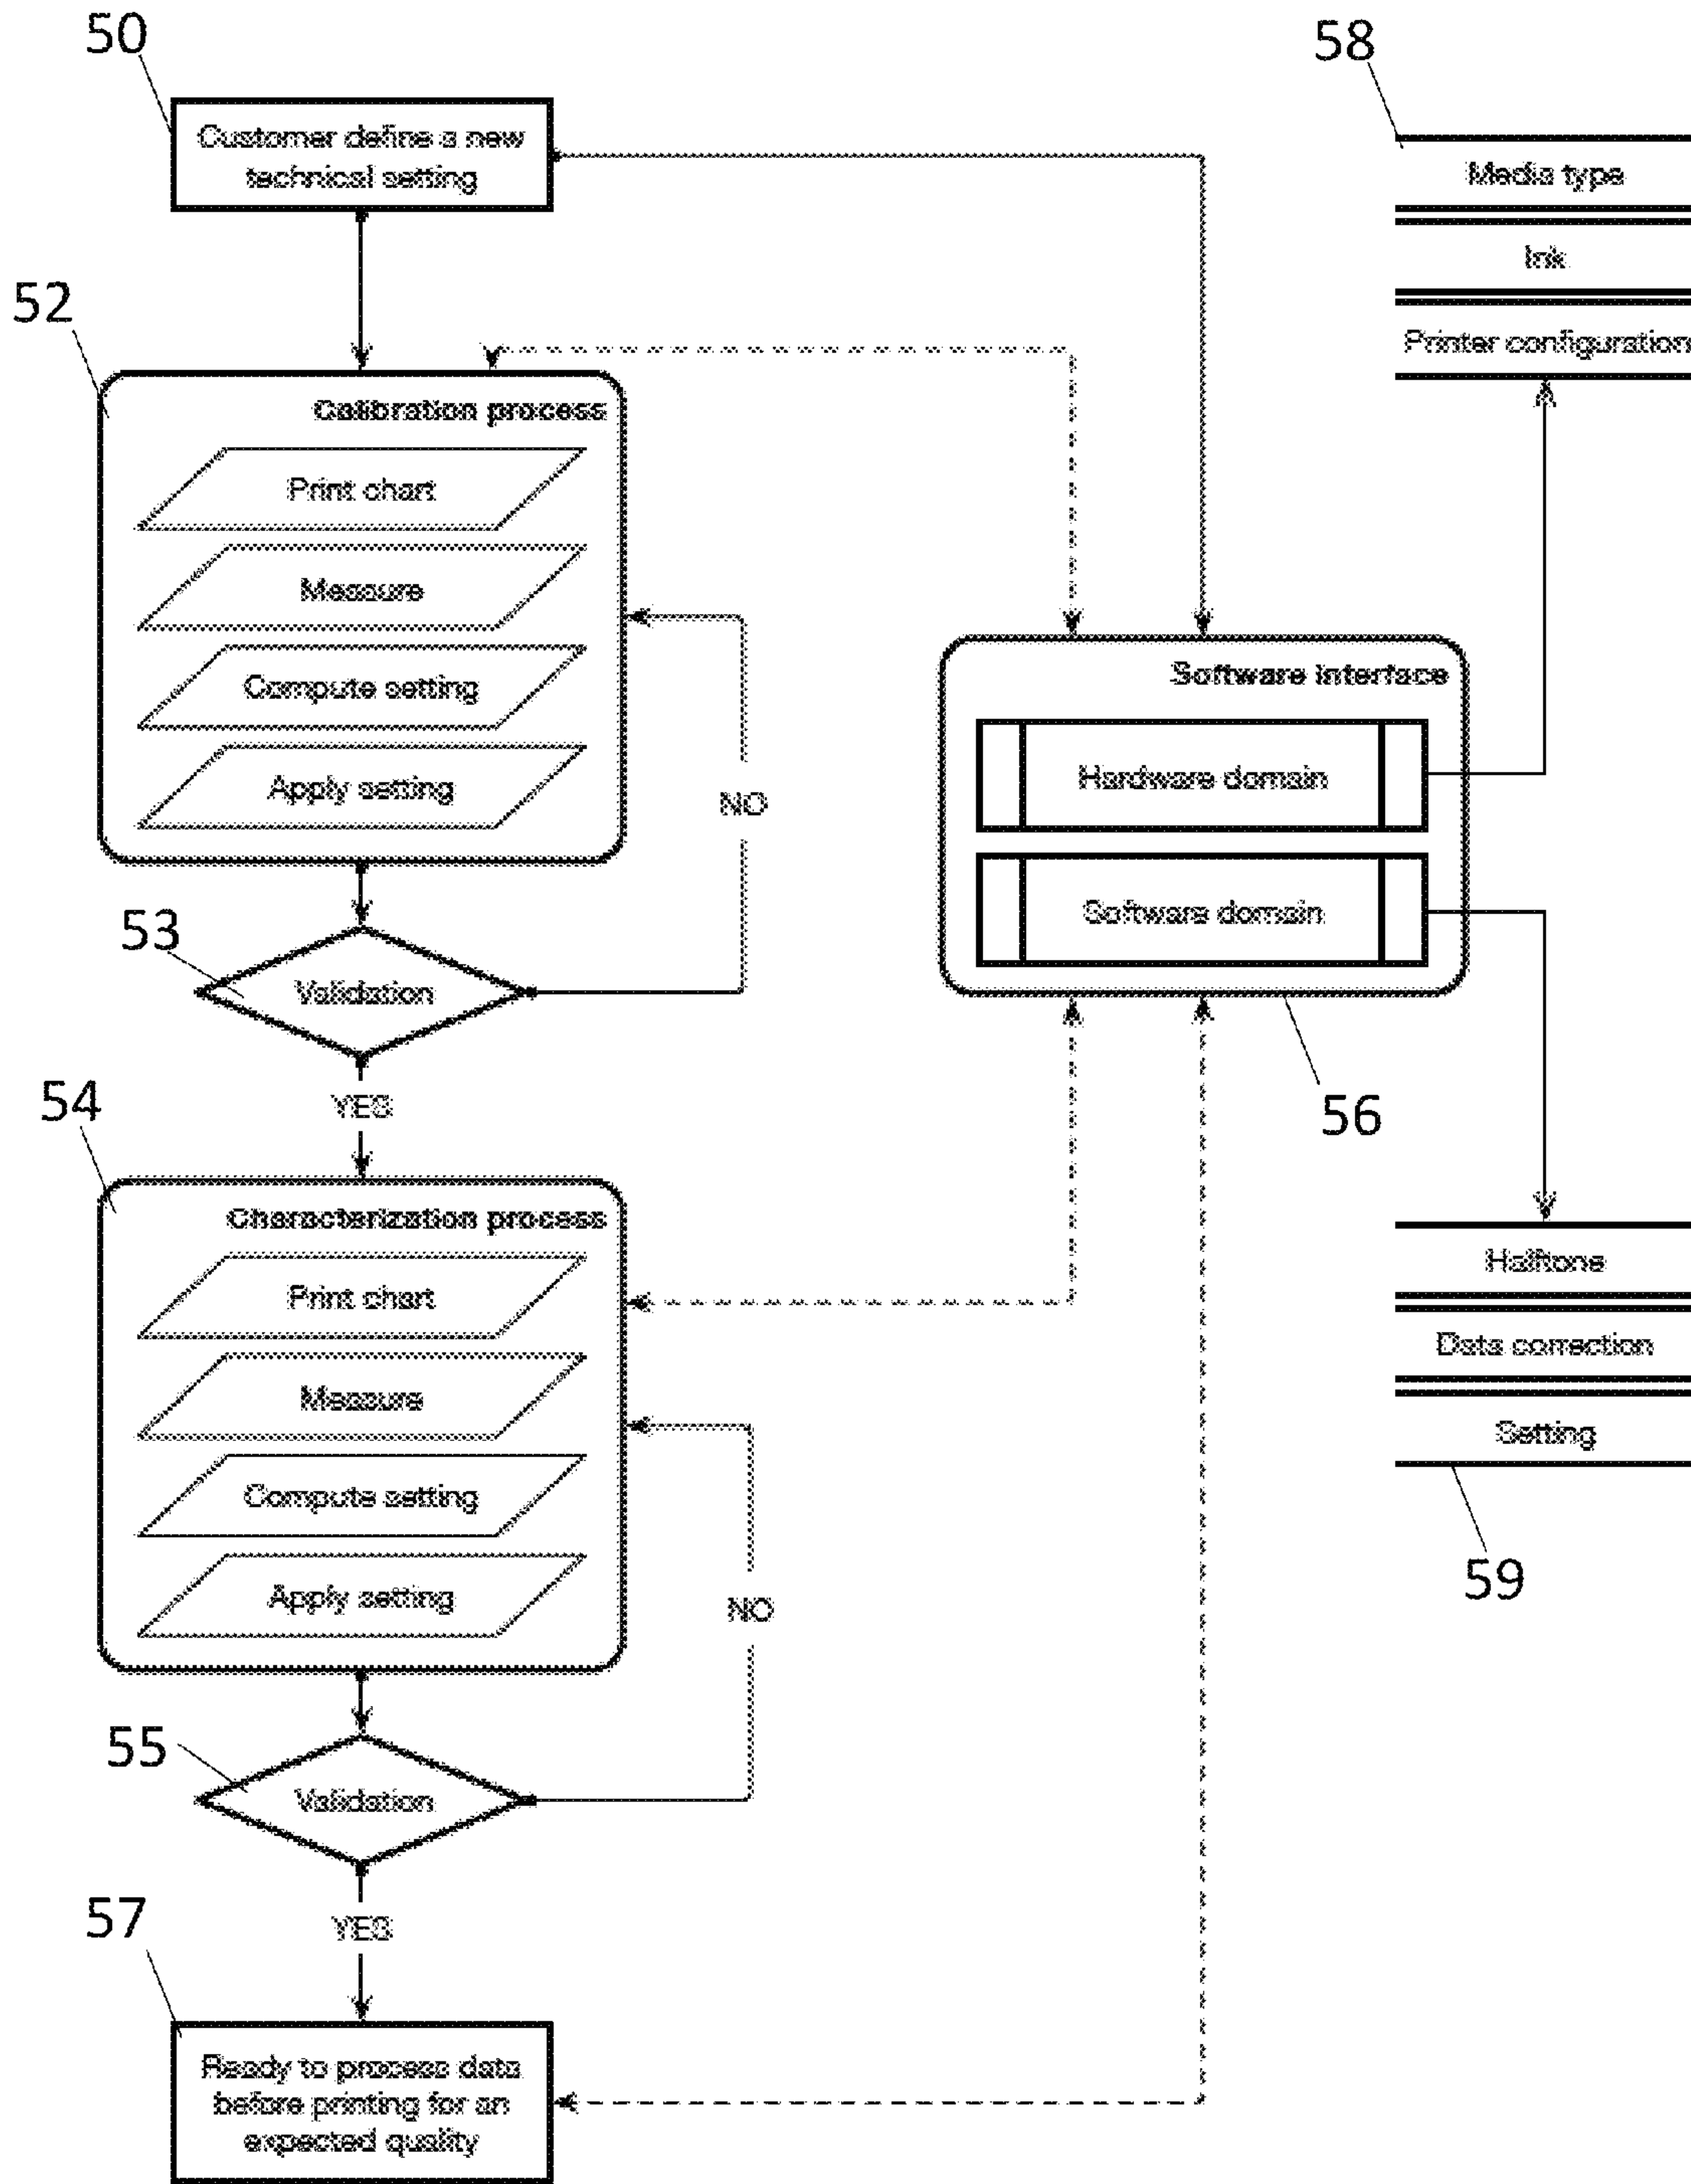 50
Customer define a new
technical setting
52
Calibration process
Print chart
Measure
Compute setting
Apply setting
NO
53
Validation
YES
54
Characterization process
Print chart
Measure
Compute setting
Apply setting
NO
55
Validation
YES
57
Ready to process data
before printing for an
expected quality
Software interface
Hardware domain
Software domain
56
58
Media type
Ink
Printer configuration
Halftone
Data correction
Setting
59